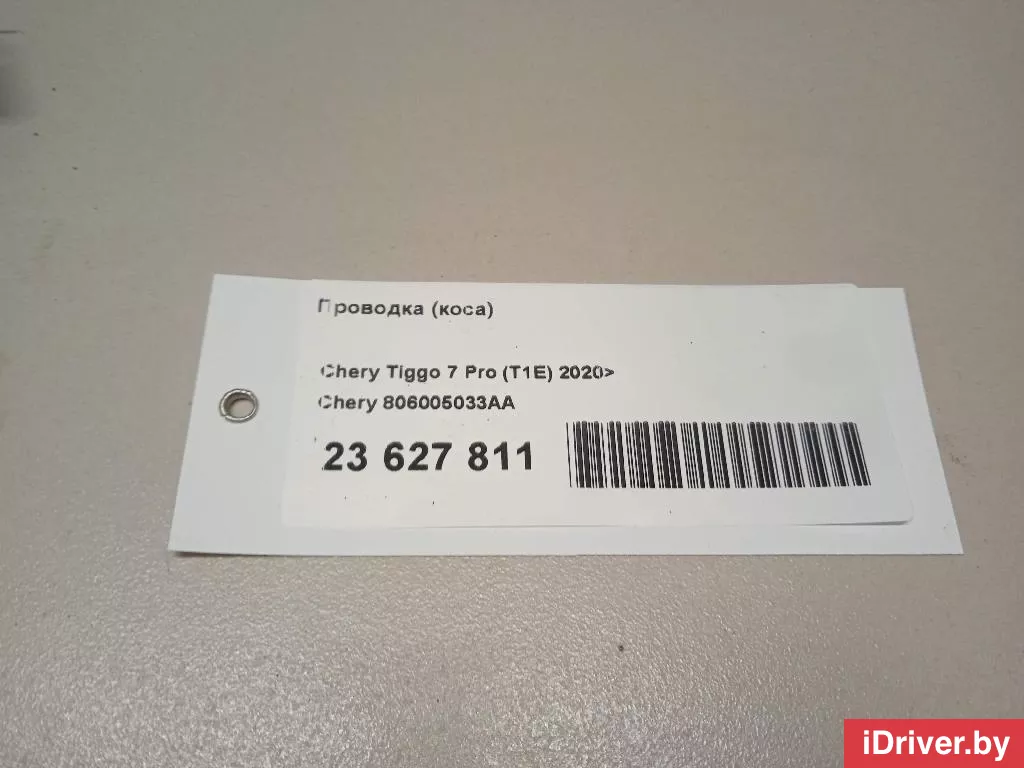 Проводка (коса)
Chery Tiggo 7 Pro (T1E) 2020>
Chery 806005033AA
23 627 811
iDriver.by